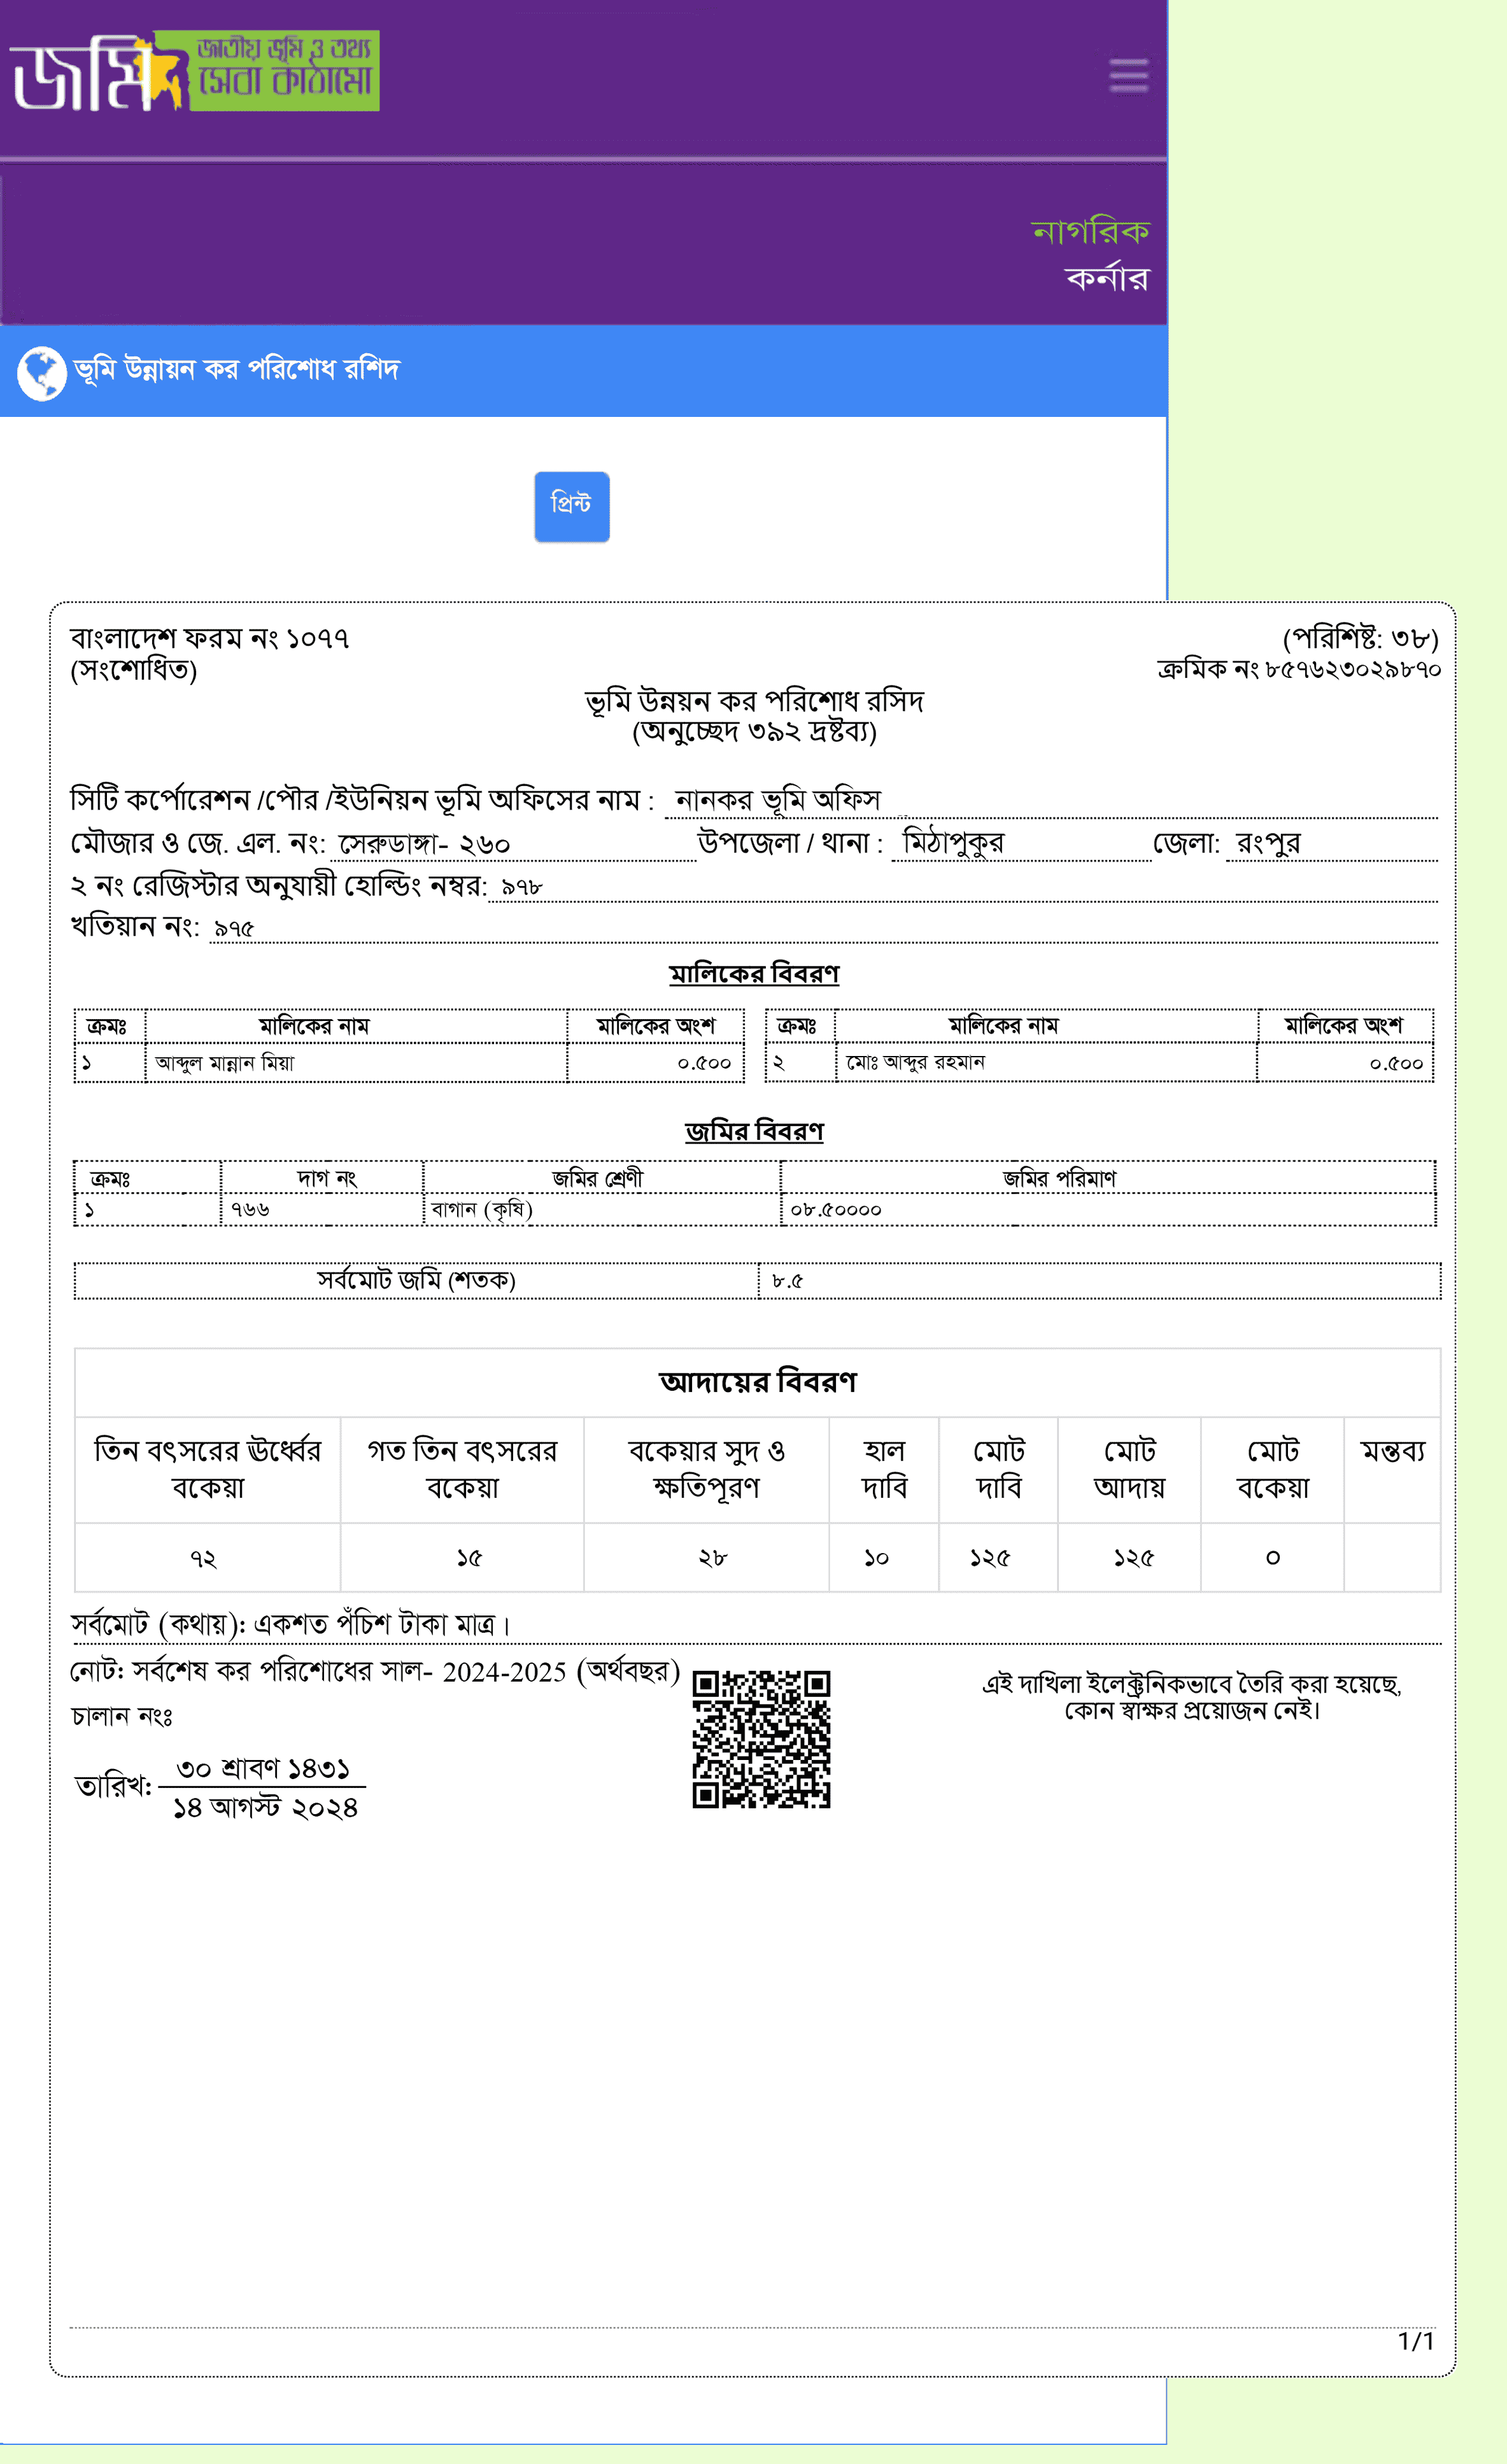 জমি জাতীয় ভূমি ও তথ্য
সেবা কাঠামো
নাগরিক
কর্নার
ভূমি উন্নায়ন কর পরিশোধ রশিদ
প্রিন্ট
বাংলাদেশ ফরম নং ১০৭৭ (পরিশিষ্ট: ৩৮)
(সংশোধিত) ক্রমিক নং ৮৫৭৬২৩০২৯৮৭০
ভূমি উন্নয়ন কর পরিশোধ রসিদ
(অনুচ্ছেদ ৩৯২ দ্রষ্টব্য)
সিটি কর্পোরেশন /পৌর /ইউনিয়ন ভূমি অফিসের নাম : নানকর ভূমি অফিস
মৌজার ও জে. এল. নং: সেরুডাঙ্গা- ২৬০ উপজেলা / থানা : মিঠাপুকুর জেলা: রংপুর
২ নং রেজিস্টার অনুযায়ী হোল্ডিং নম্বর: ৯৭৮
খতিয়ান নং: ৯৭৫
মালিকের বিবরণ
ক্রমঃ মালিকের নাম মালিকের অংশ ক্রমঃ মালিকের নাম মালিকের অংশ
১ আব্দুল মান্নান মিয়া ০.৫০০ ২ মোঃ আব্দুর রহমান ০.৫০০
জমির বিবরণ
ক্রমঃ দাগ নং জমির শ্রেণী জমির পরিমাণ
১ ৭৬৬ বাগান (কৃষি) ০৮.৫০০০০
সর্বমোট জমি (শতক) ৮.৫
আদায়ের বিবরণ
তিন বৎসরের ঊর্ধ্বের গত তিন বৎসরের বকেয়ার সুদ ও হাল মোট মোট মোট মন্তব্য
বকেয়া বকেয়া ক্ষতিপূরণ দাবি দাবি আদায় বকেয়া
৭২ ১৫ ২৮ ১০ ১২৫ ১২৫ ০
সর্বমোট (কথায়): একশত পঁচিশ টাকা মাত্র।
নোট: সর্বশেষ কর পরিশোধের সাল- 2024-2025 (অর্থবছর) এই দাখিলা ইলেক্ট্রনিকভাবে তৈরি করা হয়েছে,
চালান নংঃ কোন স্বাক্ষর প্রয়োজন নেই।
তারিখ: ৩০ শ্রাবণ ১৪৩১
১৪ আগস্ট ২০২৪
1/1